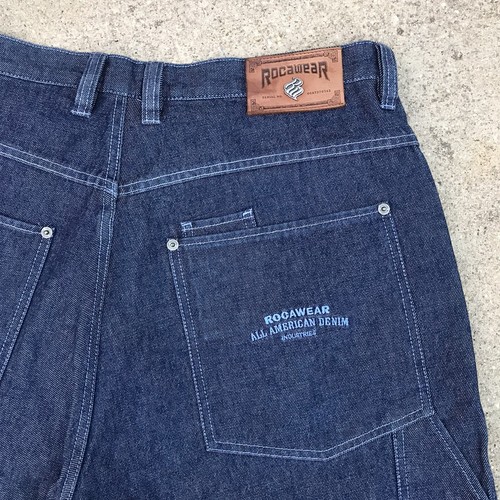 ROCAWEAR
ROCAWEAR
ALL AMERICAN DENIM
INDUSTRIES